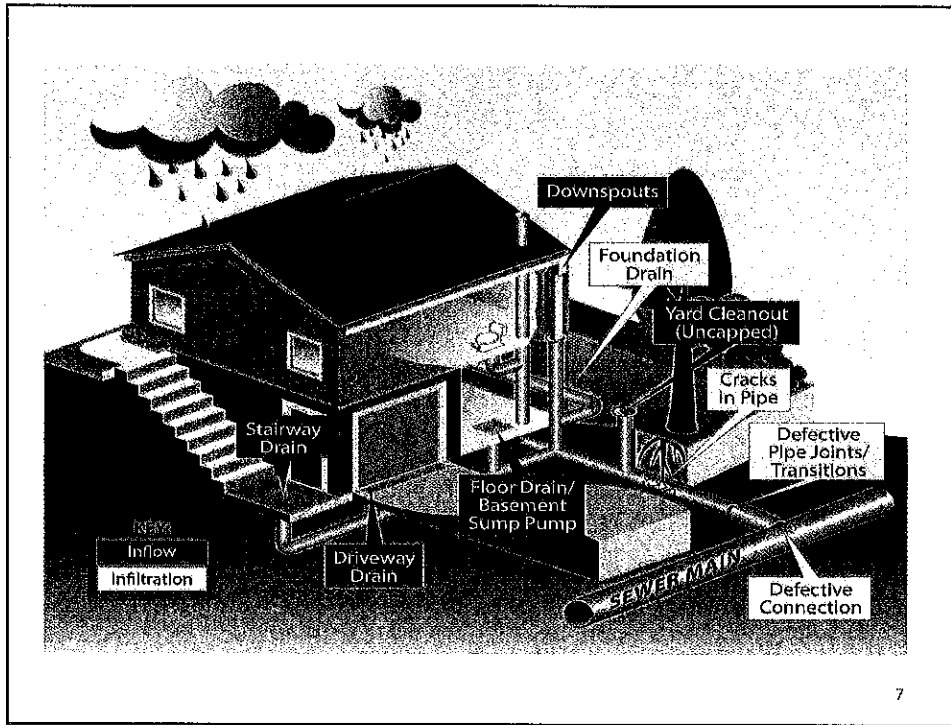 Downspouts
Foundation
Drain
Yard Cleanout
(Uncapped)
Cracks
in Pipe
Defective
Pipe Joints/
Transitions
Stairway
Drain
Floor Drain/
Basement
Sump Pump
Driveway
Drain
KEY
Inflow
Infiltration
SEWER MAIN
Defective
Connection
7